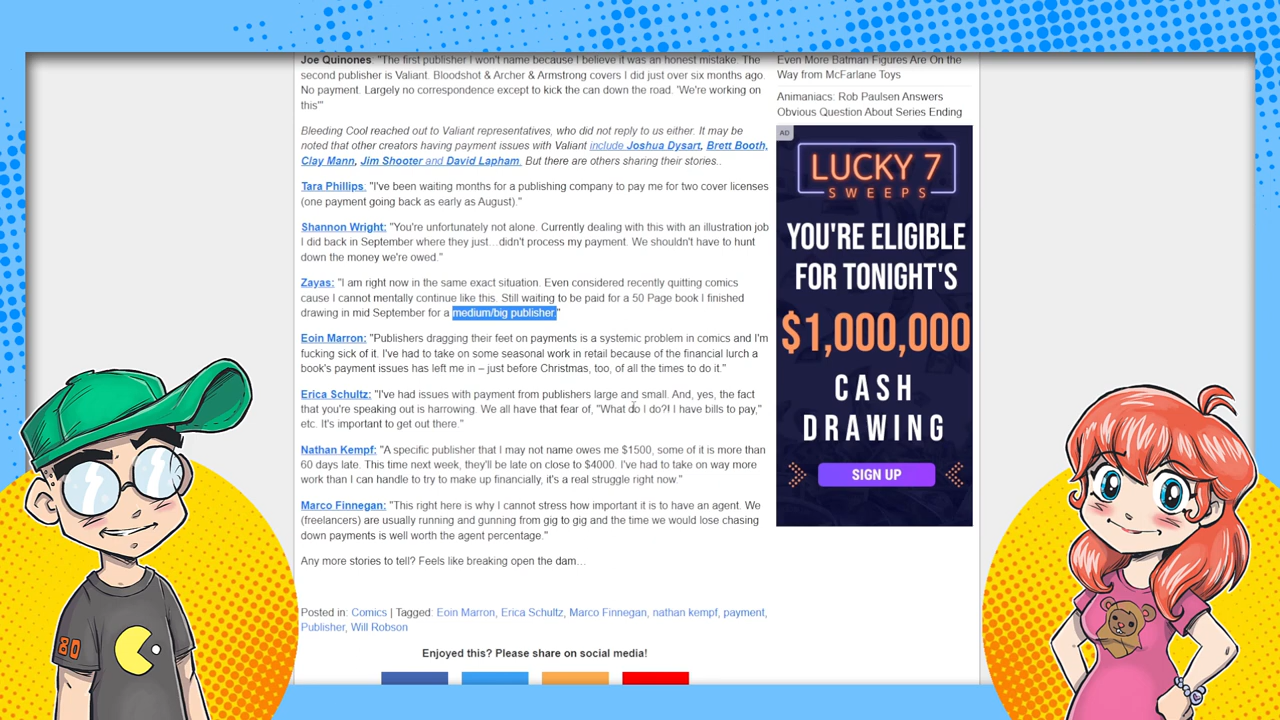 Joe Quinones. "The first publisher I won't name because I believe it was an honest mistake. The
second publisher is Valiant. Bloodshot & Archer & Armstrong covers I did just over six months ago.
No payment. Largely no correspondence except to kick the can down the road. 'We're working on
this'"
Bleeding Cool reached out to Valiant representatives, who did not reply to us either. It may be
noted that other creators having payment issues with Valiant include Joshua Dysart, Brett Booth,
Clay Mann, Jim Shooter and David Lapham. But there are others sharing their stories..
Tara Phillips: "I've been waiting months for a publishing company to pay me for two cover licenses
(one payment going back as early as August)."
Shannon Wright: "You're unfortunately not alone. Currently dealing with this with an illustration job
I did back in September where they just…didn't process my payment. We shouldn't have to hunt
down the money we're owed."
Zayas: "I am right now in the same exact situation. Even considered recently quitting comics
cause I cannot mentally continue like this. Still waiting to be paid for a 50 Page book I finished
drawing in mid September for a medium/big publisher."
Eoin Marron: "Publishers dragging their feet on payments is a systemic problem in comics and I'm
fucking sick of it. I've had to take on some seasonal work in retail because of the financial lurch a
book's payment issues has left me in – just before Christmas, too, of all the times to do it."
Erica Schultz: "I've had issues with payment from publishers large and small. And, yes, the fact
that you're speaking out is harrowing. We all have that fear of, "What do I do?! I have bills to pay,"
etc. It's important to get out there."
Nathan Kempf: "A specific publisher that I may not name owes me $1500, some of it is more than
60 days late. This time next week, they'll be late on close to $4000. I've had to take on way more
work than I can handle to try to make up financially, it's a real struggle right now."
Marco Finnegan: "This right here is why I cannot stress how important it is to have an agent. We
(freelancers) are usually running and gunning from gig to gig and the time we would lose chasing
down payments is well worth the agent percentage."
Any more stories to tell? Feels like breaking open the dam…
Posted in: Comics | Tagged: Eoin Marron, Erica Schultz, Marco Finnegan, nathan kempf, payment,
Publisher, Will Robson
Enjoyed this? Please share on social media!
Even More Batman Figures Are On the
Way from McFarlane Toys
Animaniacs: Rob Paulsen Answers
Obvious Question About Series Ending
AD
LUCKY 7
SWEEPS
YOU'RE ELIGIBLE
FOR TONIGHT'S
$1,000,000
CASH
DRAWING
SIGN UP
80